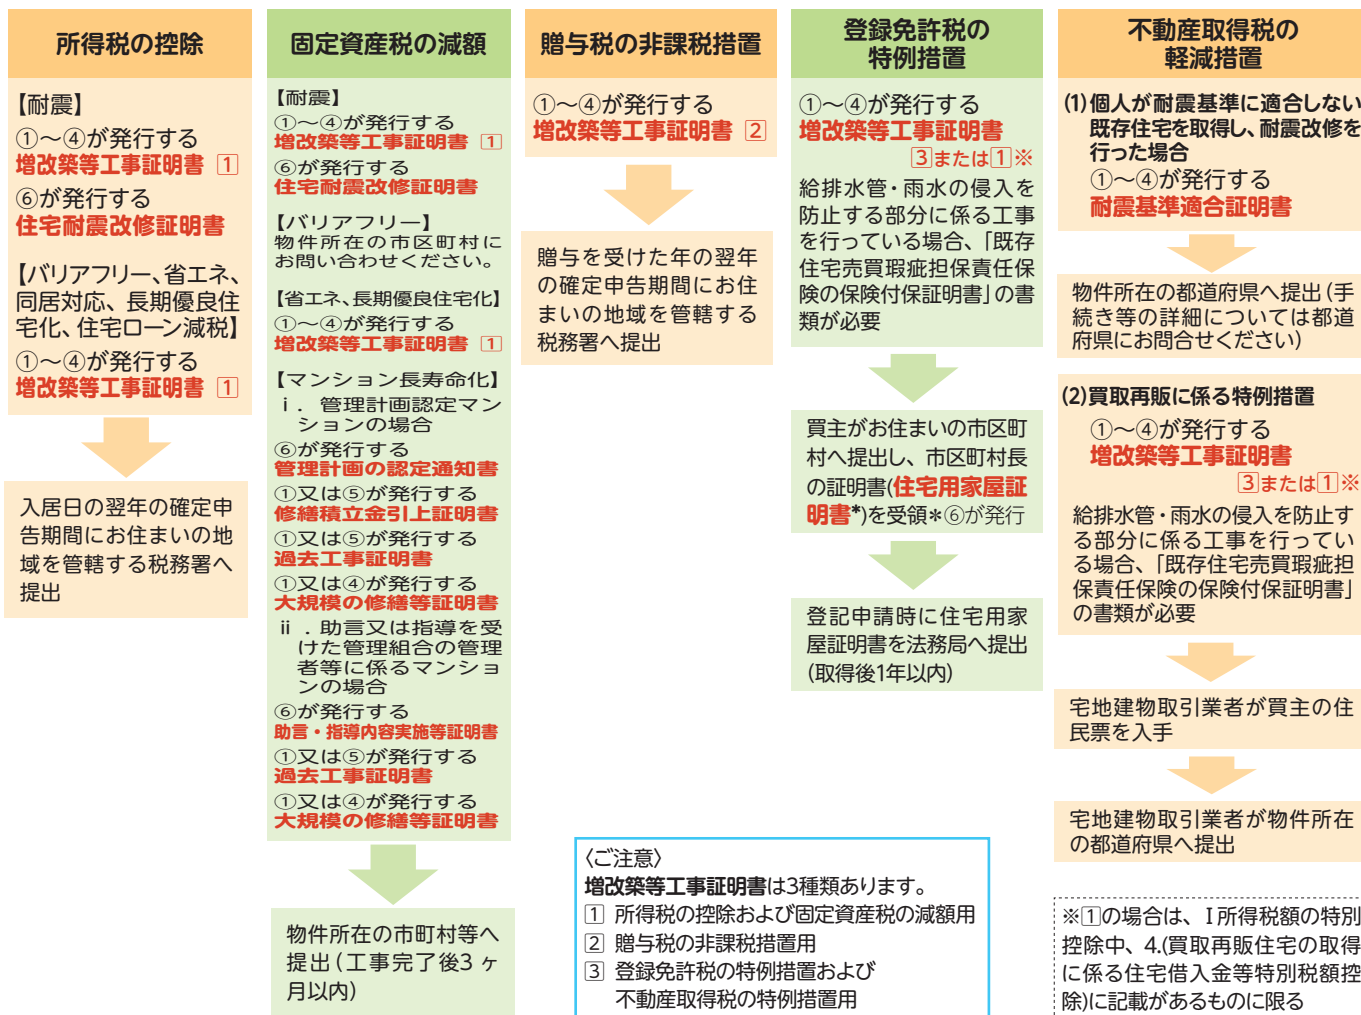 所得税の控除
【耐震】
①～④が発行する
増改築等工事証明書 1
⑥が発行する
住宅耐震改修証明書
【バリアフリー、省エネ、
同居対応、長期優良住
宅化、住宅ローン減税】
①～④が発行する
増改築等工事証明書 1
入居日の翌年の確定申
告期間にお住まいの地
域を管轄する税務署へ
提出
固定資産税の減額
【耐震】
①～④が発行する
増改築等工事証明書 1
⑥が発行する
住宅耐震改修証明書
【バリアフリー】
物件所在の市区町村に
お問い合わせください。
【省エネ、長期優良住宅化】
①～④が発行する
増改築等工事証明書 1
【マンション長寿命化】
ⅰ．管理計画認定マン
ションの場合
⑥が発行する
管理計画の認定通知書
①又は⑤が発行する
修繕積立金引上証明書
①又は⑤が発行する
過去工事証明書
①又は④が発行する
大規模の修繕等証明書
ⅱ．助言又は指導を受
けた管理組合の管理
者等に係るマンショ
ンの場合
⑥が発行する
助言・指導内容実施等証明書
①又は⑤が発行する
過去工事証明書
①又は④が発行する
大規模の修繕等証明書
物件所在の市町村等へ
提出（工事完了後3ヶ
月以内）
贈与税の非課税措置
①～④が発行する
増改築等工事証明書 2
贈与を受けた年の翌年
の確定申告期間にお住
まいの地域を管轄する
税務署へ提出
登録免許税の
特例措置
①～④が発行する
増改築等工事証明書
3または1※
給排水管・雨水の侵入を
防止する部分に係る工事
を行っている場合、「既存
住宅売買瑕疵担保責任保
険の保険付保証明書」の書
類が必要
買主がお住まいの市区町
村へ提出し、市区町村長
の証明書(住宅用家屋証
明書*)を受領＊⑥が発行
登記申請時に住宅用家
屋証明書を法務局へ提出
（取得後1年以内）
不動産取得税の
軽減措置
(1)個人が耐震基準に適合しない
既存住宅を取得し、耐震改修を
行った場合
①～④が発行する
耐震基準適合証明書
物件所在の都道府県へ提出（手
続き等の詳細については都道
府県にお問合せください）
(2)買取再販に係る特例措置
①～④が発行する
増改築等工事証明書
3または1※
給排水管・雨水の侵入を防止す
る部分に係る工事を行ってい
る場合、「既存住宅売買瑕疵担
保責任保険の保険付保証明書」
の書類が必要
宅地建物取引業者が買主の住
民票を入手
宅地建物取引業者が物件所在
の都道府県へ提出
〈ご注意〉
増改築等工事証明書は3種類あります。
1 所得税の控除および固定資産税の減額用
2 贈与税の非課税措置用
3 登録免許税の特例措置および
不動産取得税の特例措置用
※1の場合は、Ⅰ所得税額の特別
控除中、4.(買取再販住宅の取得
に係る住宅借入金等特別税額控
除)に記載があるものに限る